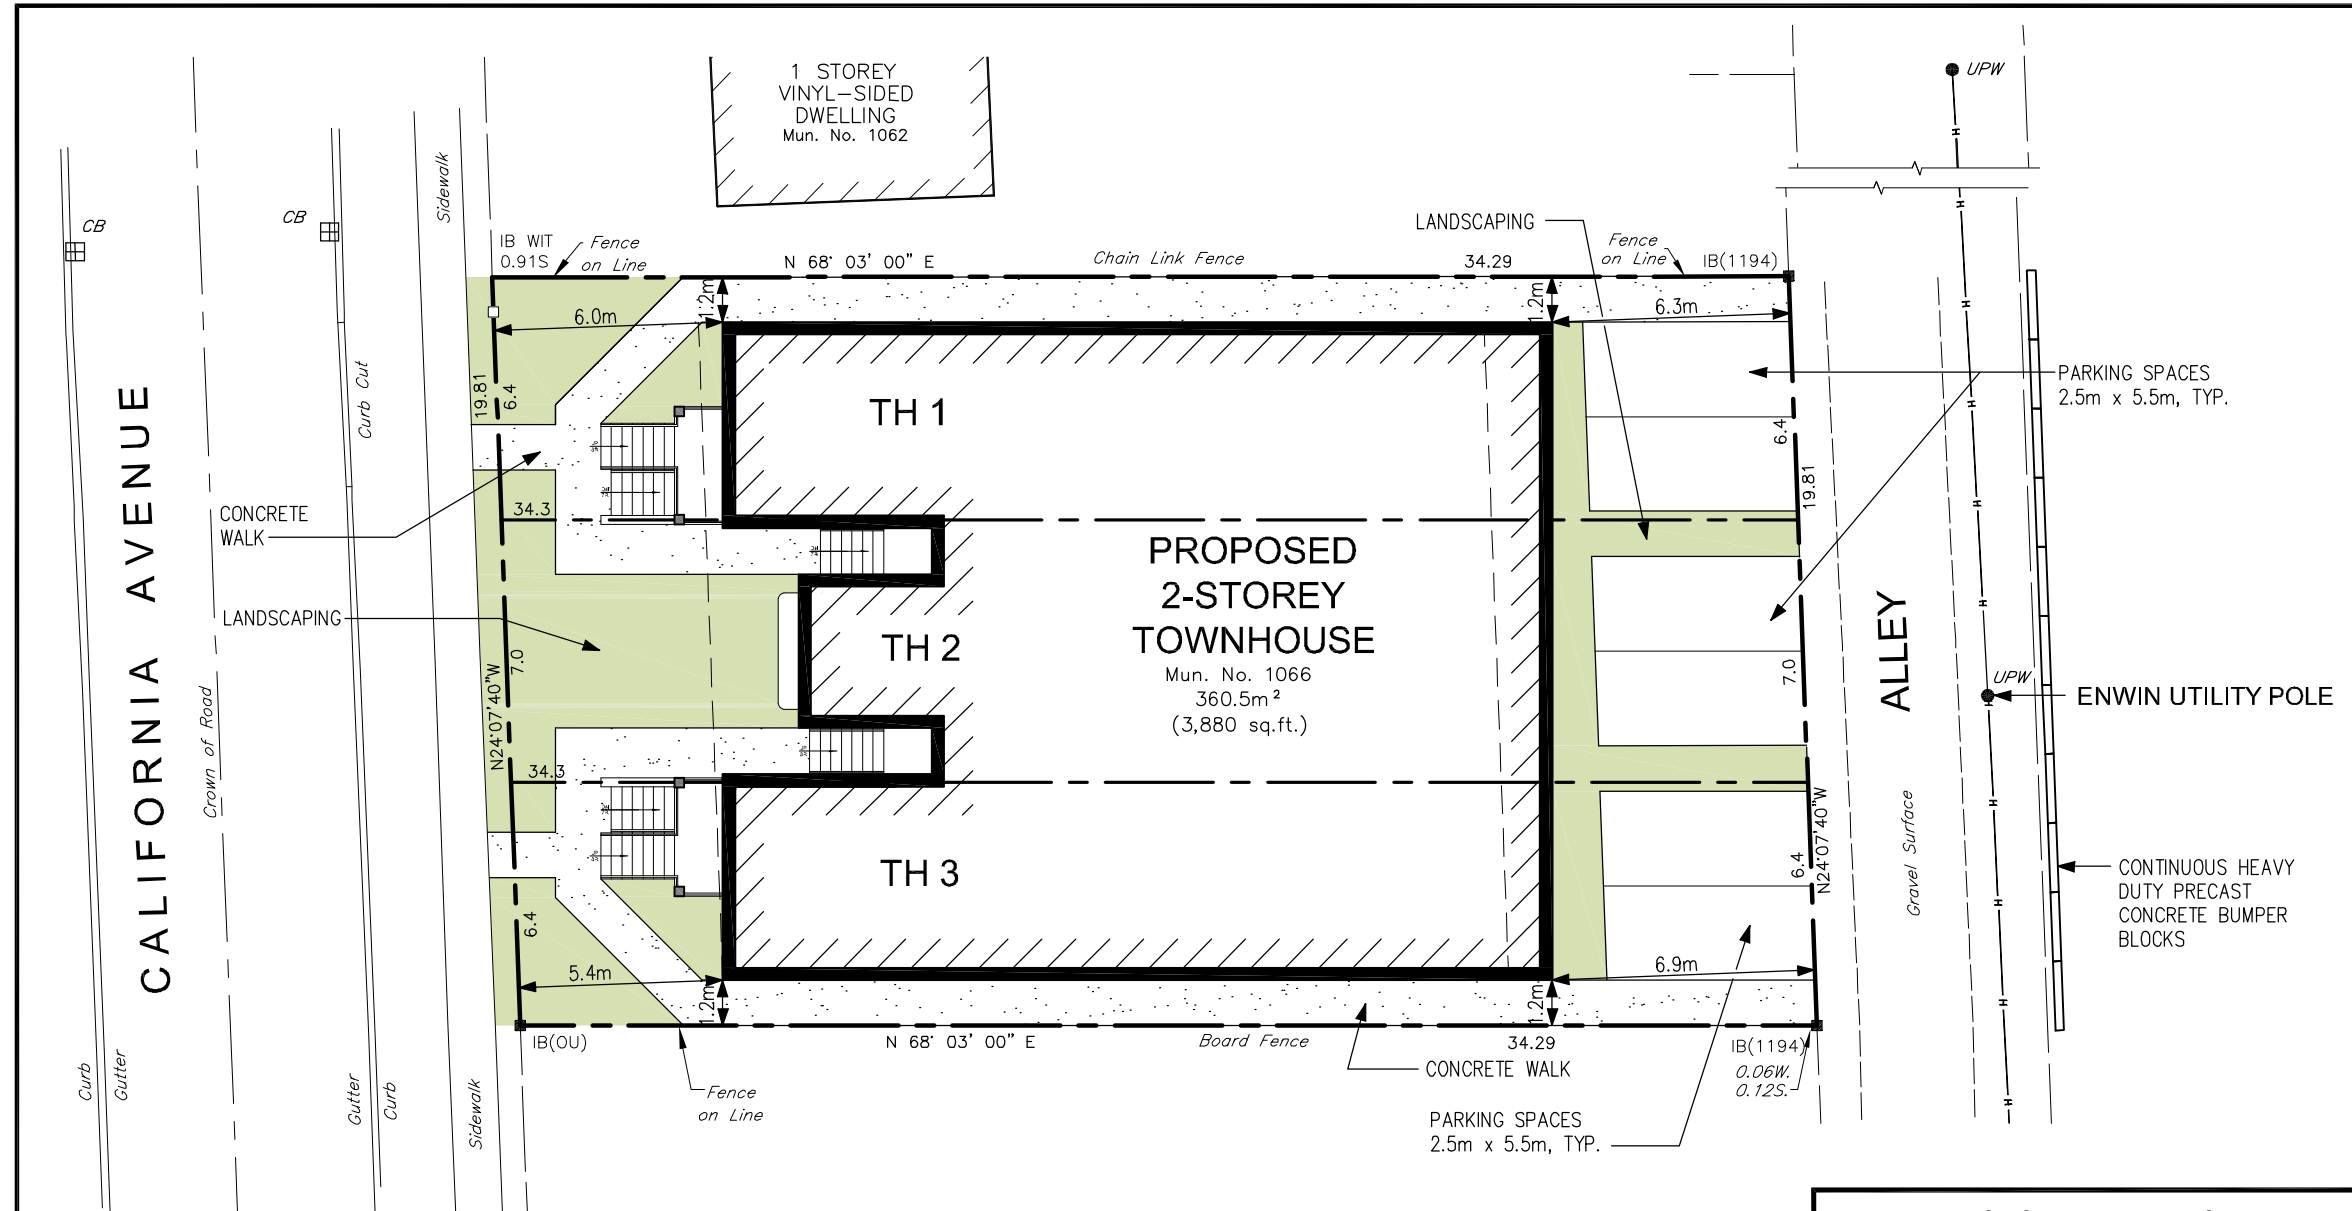 1 STOREY
VINYL-SIDED
DWELLING
Mun. No. 1062
UPW
H
Sidewalk
CB
CB
H
IB WIT
0.91S
Fence
on Line
N 68° 03' 00" E
Chain Link Fence
LANDSCAPING
34.29
Fence
on Line
IB(1194)
1.2m
1.2m
6.0m
6.3m
H
PARKING SPACES
2.5m x 5.5m, TYP.
H
19.81
6.4
Curb Cut
TH 1
6.4
19.81
H
CONCRETE
WALK
34.3
PROPOSED
2-STOREY
TOWNHOUSE
Mun. No. 1066
360.5m²
(3,880 sq.ft.)
H
LANDSCAPING
TH 2
7.0
N24°07'40"W
7.0
ALLEY
UPW
ENWIN UTILITY POLE
H
CALIFORNIA AVENUE
Crown of Road
34.3
H
TH 3
6.4
N24°07'40"W
Gravel Surface
CONTINUOUS HEAVY
DUTY PRECAST
CONCRETE BUMPER
BLOCKS
H
6.4
5.4m
6.9m
1.2m
1.2m
H
IB(OU)
N 68° 03' 00" E
Board Fence
34.29
IB(1194)
0.06W.
0.12S.
CONCRETE WALK
Curb
Gutter
Gutter
Curb
Sidewalk
Fence
on Line
H
PARKING SPACES
2.5m x 5.5m, TYP.